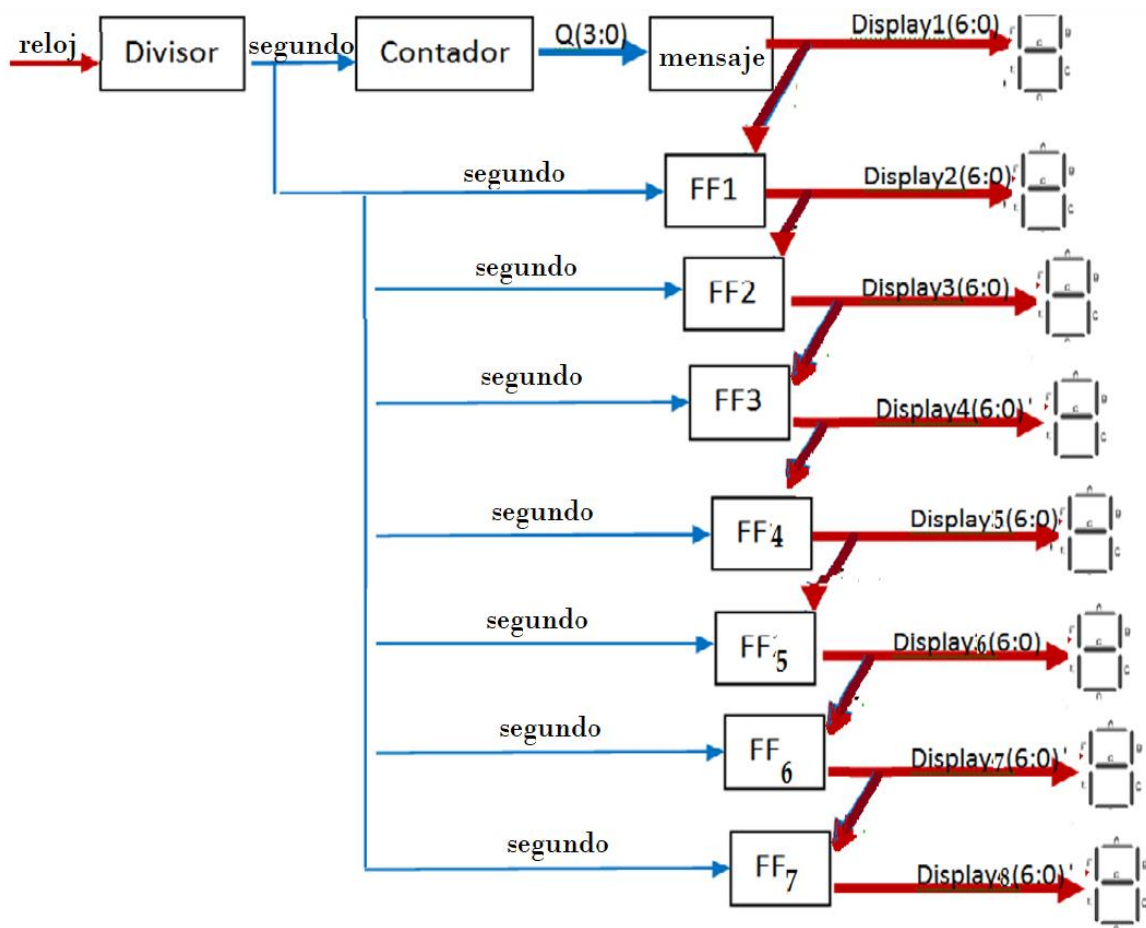 reloj
Divisor
segundo
Contador
Q(3:0)
mensaje
Display1(6:0)
segundo
FF1
Display2(6:0)
segundo
FF2
Display3(6:0)
segundo
FF3
Display4(6:0)'
segundo
FF4
Display5(6:0)
segundo
FF5
Display6(6:0)
segundo
FF6
Display7(6:0)'
segundo
FF7
Display8(6:0)'